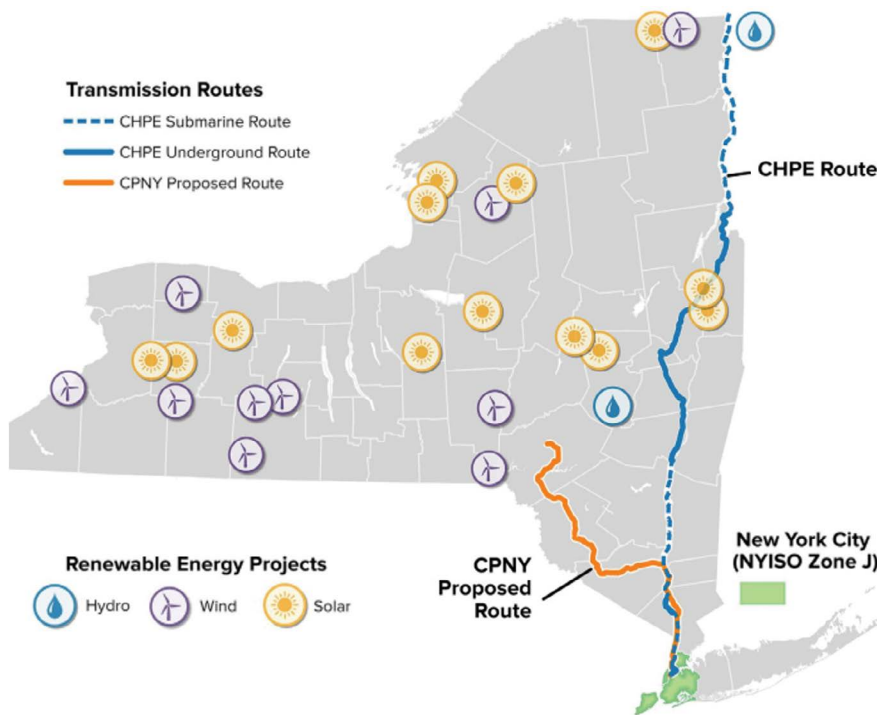 Transmission Routes
CHPE Submarine Route
CHPE Underground Route
CPNY Proposed Route
CHPE Route
Renewable Energy Projects
Hydro
Wind
Solar
CPNY
Proposed
Route
New York City
(NYISO Zone J)